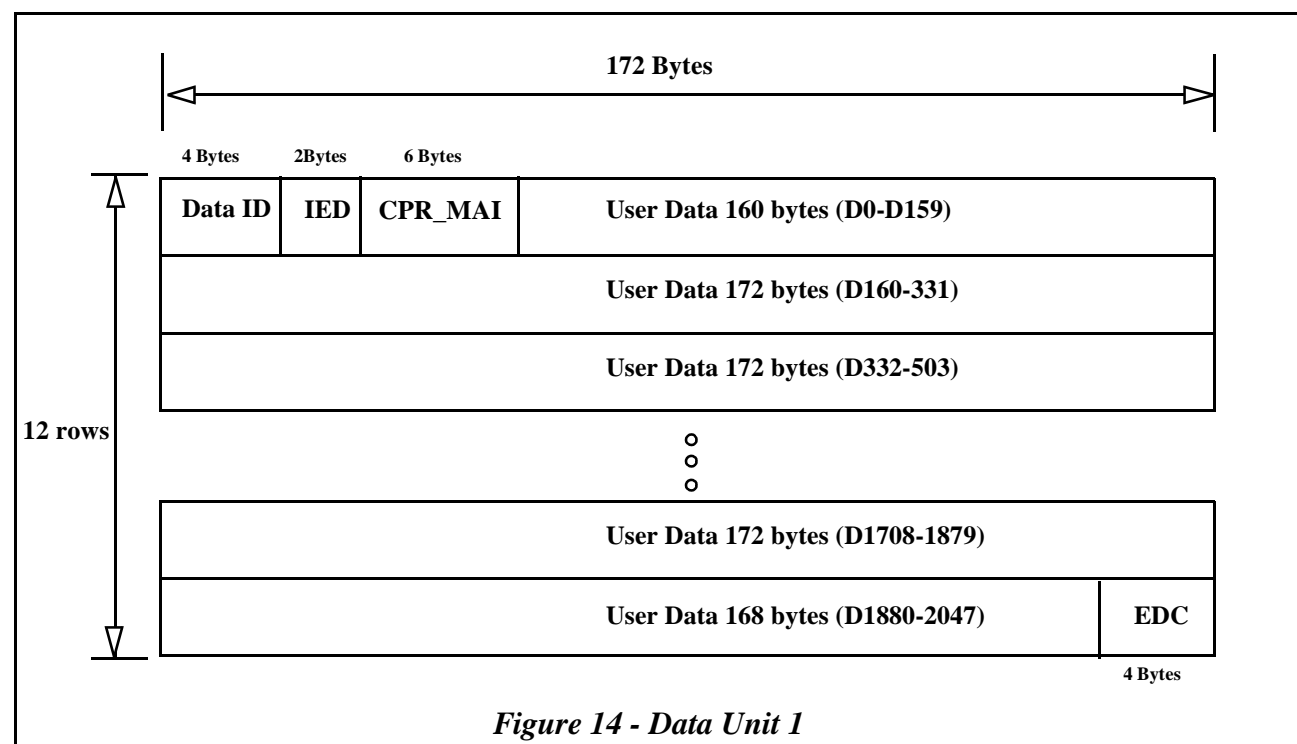 172 Bytes
4 Bytes 2Bytes 6 Bytes
Data ID IED CPR_MAI User Data 160 bytes (D0-D159)
User Data 172 bytes (D160-331)
User Data 172 bytes (D332-503)
12 rows
User Data 172 bytes (D1708-1879)
User Data 168 bytes (D1880-2047) EDC
4 Bytes
Figure 14 - Data Unit 1